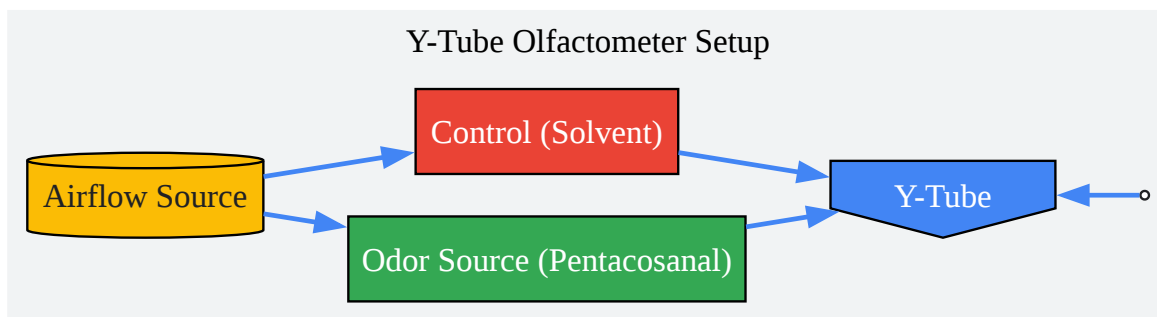 Y-Tube Olfactometer Setup
Control (Solvent)
Airflow Source
Y-Tube
Odor Source (Pentacosanal)